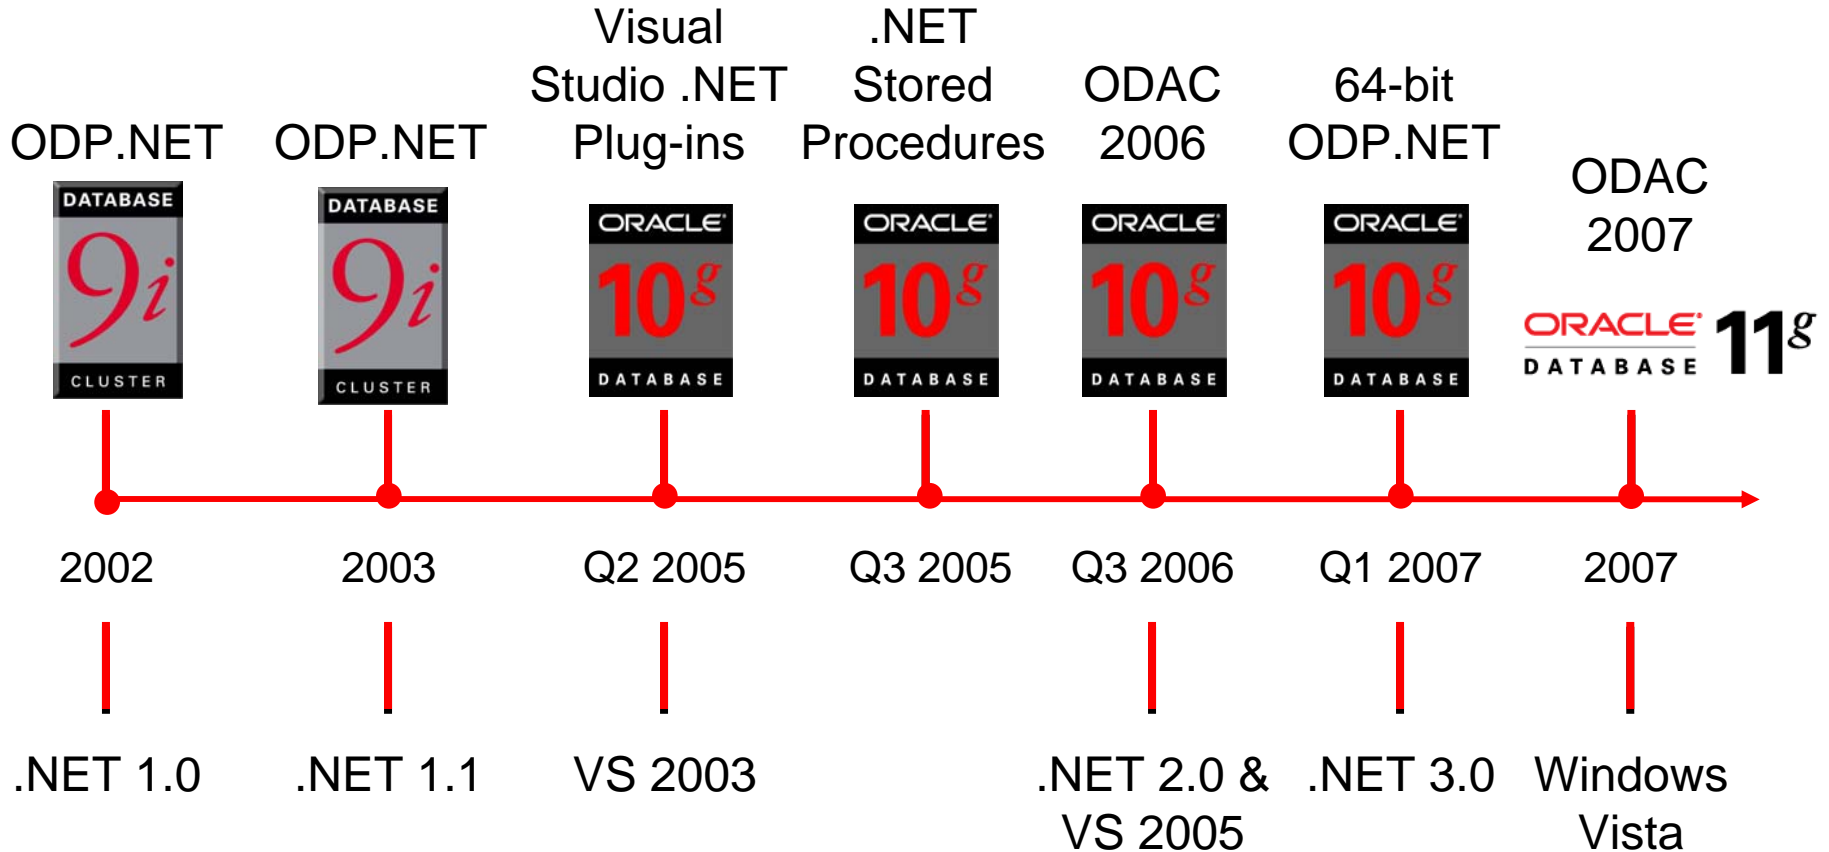 Visual
Studio .NET
Plug-ins
.NET
Stored
Procedures
ODAC
2006
64-bit
ODP.NET
ODP.NET
ODP.NET
ODAC
2007
DATABASE
9i
CLUSTER
DATABASE
9i
CLUSTER
ORACLE
10g
DATABASE
ORACLE
10g
DATABASE
ORACLE
10g
DATABASE
ORACLE
10g
DATABASE
ORACLE
DATABASE
11g
2002
2003
Q2 2005
Q3 2005
Q3 2006
Q1 2007
2007
.NET 1.0
.NET 1.1
VS 2003
.NET 2.0 &
VS 2005
.NET 3.0
Windows
Vista